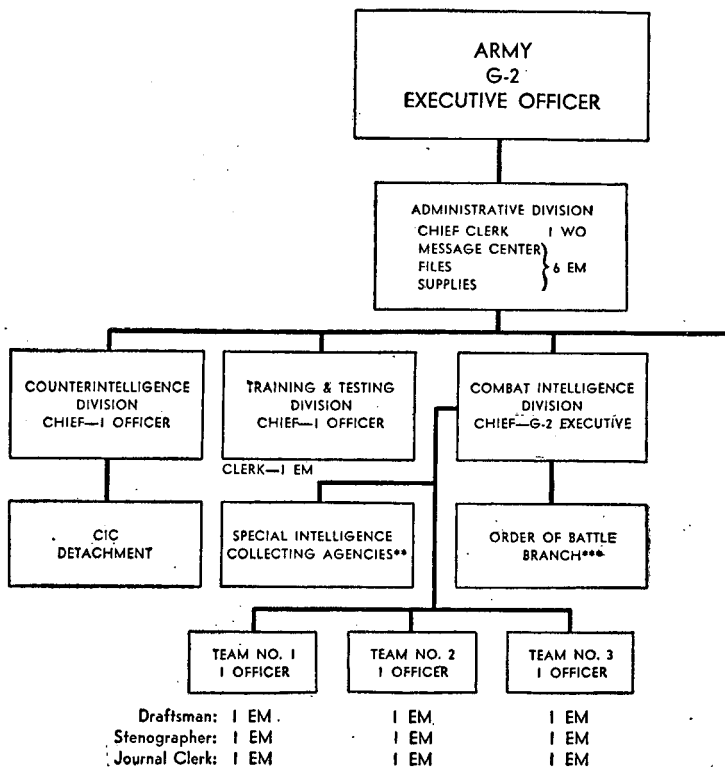 ARMY
G-2
EXECUTIVE OFFICER
ADMINISTRATIVE DIVISION
CHIEF CLERK 1 WO
MESSAGE CENTER
FILES 6 EM
SUPPLIES
COUNTERINTELLIGENCE
DIVISION
CHIEF—1 OFFICER
TRAINING & TESTING
DIVISION
CHIEF—1 OFFICER
CLERK—1 EM
COMBAT INTELLIGENCE
DIVISION
CHIEF—G-2 EXECUTIVE
CIC
DETACHMENT
SPECIAL INTELLIGENCE
COLLECTING AGENCIES**
ORDER OF BATTLE
BRANCH***
TEAM NO. 1
1 OFFICER
TEAM NO. 2
1 OFFICER
TEAM NO. 3
1 OFFICER
Draftsman: 1 EM 1 EM 1 EM
Stenographer: 1 EM 1 EM 1 EM
Journal Clerk: 1 EM 1 EM 1 EM